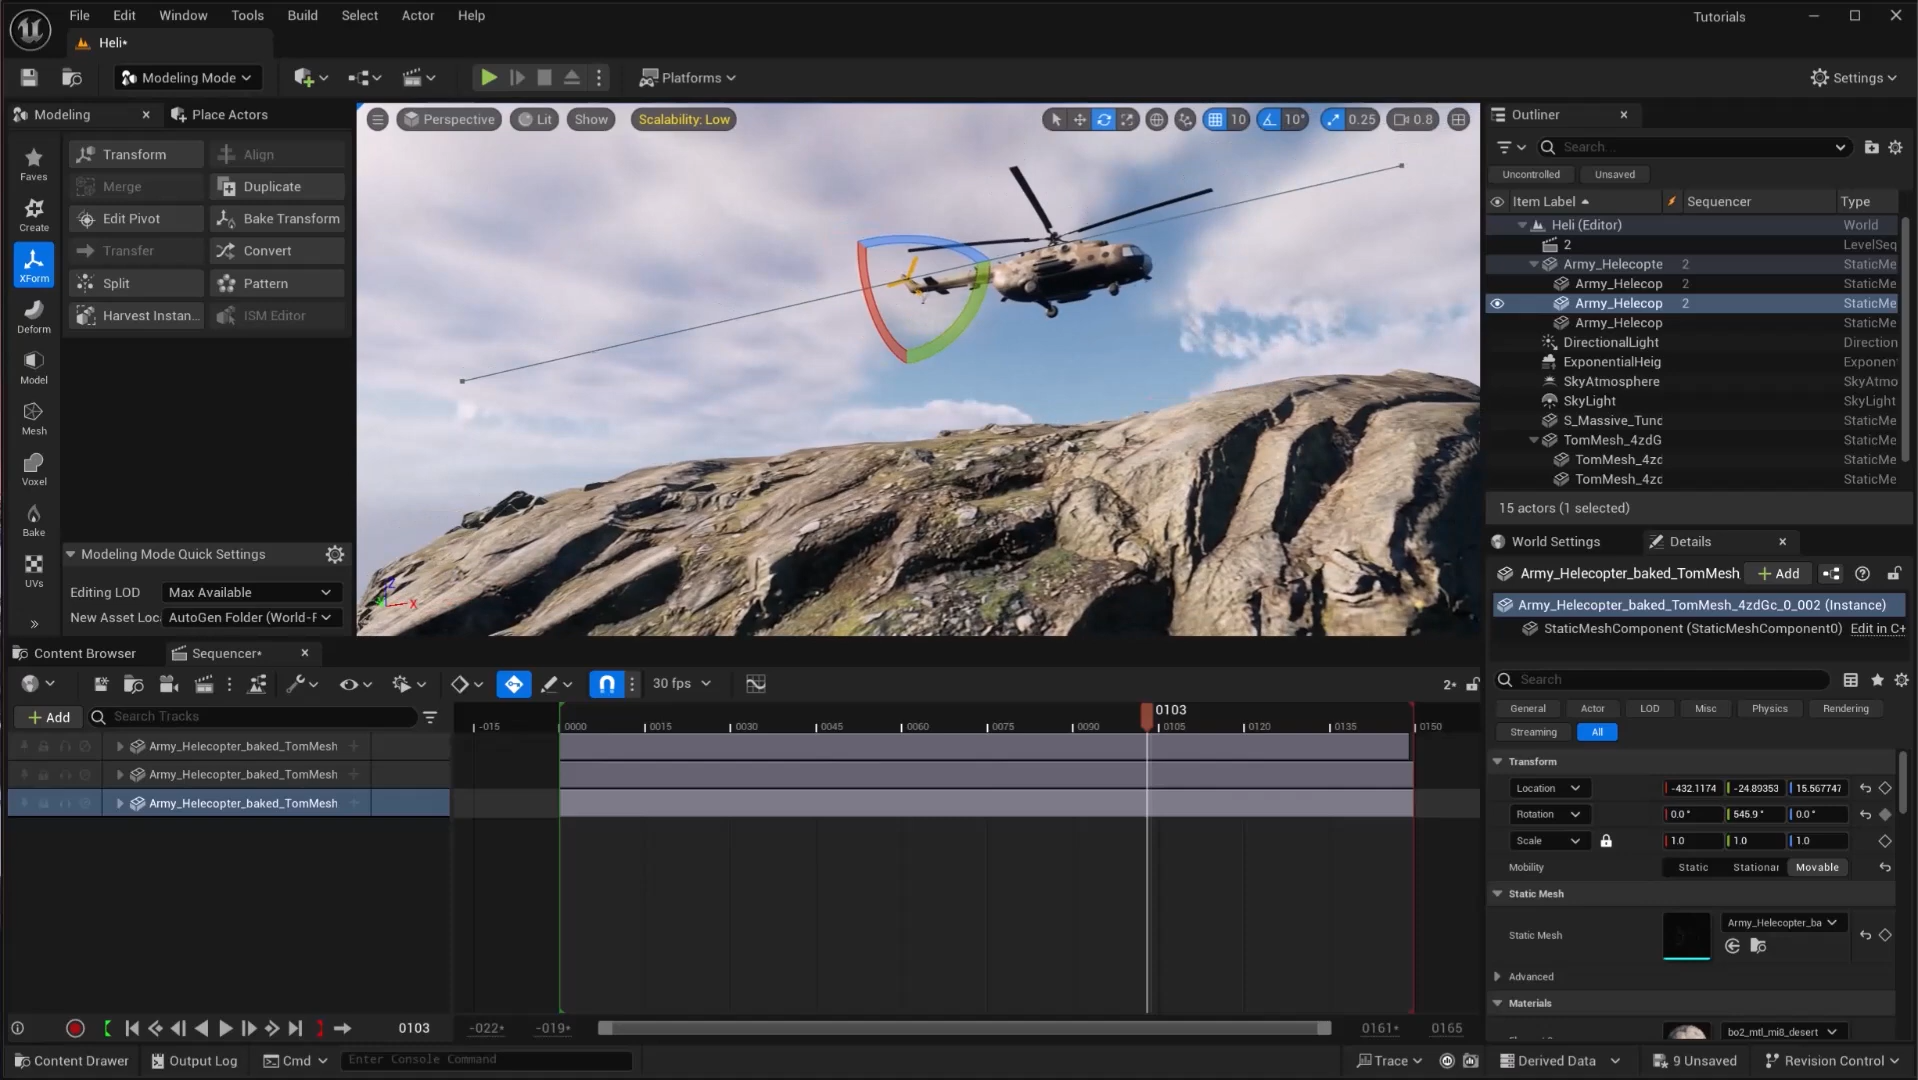 File Edit Window Tools Build Select Actor Help
Tutorials
Heli*
Modeling Mode
Platforms
Settings
Modeling
Place Actors
Perspective
Lit
Show
Scalability: Low
10
10°
0.25
0.8
Outliner
Faves
Transform
Align
Merge
Duplicate
Edit Pivot
Bake Transform
Transfer
Convert
Split
Pattern
Harvest Instan...
ISM Editor
Create
XForm
Deform
Model
Mesh
Voxel
Bake
UVs
Modeling Mode Quick Settings
Editing LOD
Max Available
New Asset Loca
AutoGen Folder (World-F
X
Search...
Uncontrolled
Unsaved
Item Label
Sequencer
Type
Heli (Editor)
World
2
LevelSeq
Army_Helecopte
2
StaticMe
Army_Helecop
2
StaticMe
Army_Helecop
2
StaticMe
Army_Helecop
StaticMe
DirectionalLight
Direction
ExponentialHeig
Exponen
SkyAtmosphere
SkyAtmo
SkyLight
SkyLight
S_Massive_Tund
StaticMe
TomMesh_4zdG
StaticMe
TomMesh_4zd
StaticMe
TomMesh_4zd
StaticMe
15 actors (1 selected)
World Settings
Details
Army_Helecopter_baked_TomMesh
Add
Army_Helecopter_baked_TomMesh_4zdGc_0_002 (Instance)
StaticMeshComponent (StaticMeshComponent0)
Edit in C+
Search
General
Actor
LOD
Misc
Physics
Rendering
Streaming
All
Transform
Location
-432.1174
-24.89353
15.567747
Rotation
0.0°
545.9°
0.0°
Scale
1.0
1.0
1.0
Mobility
Static
Stationar
Movable
Static Mesh
Static Mesh
Army_Helecopter_ba
Advanced
Materials
bo2_mtl_mi8_desert
Content Browser
Sequencer*
30 fps
2*
Add
Search Tracks
Army_Helecopter_baked_TomMesh
Army_Helecopter_baked_TomMesh
Army_Helecopter_baked_TomMesh
0103
-015
0000
0015
0030
0045
0060
0075
0090
0105
0120
0135
0150
0103
-022*
-019*
0161*
0165
Content Drawer
Output Log
Cmd
Enter Console Command
Trace
Derived Data
9 Unsaved
Revision Control